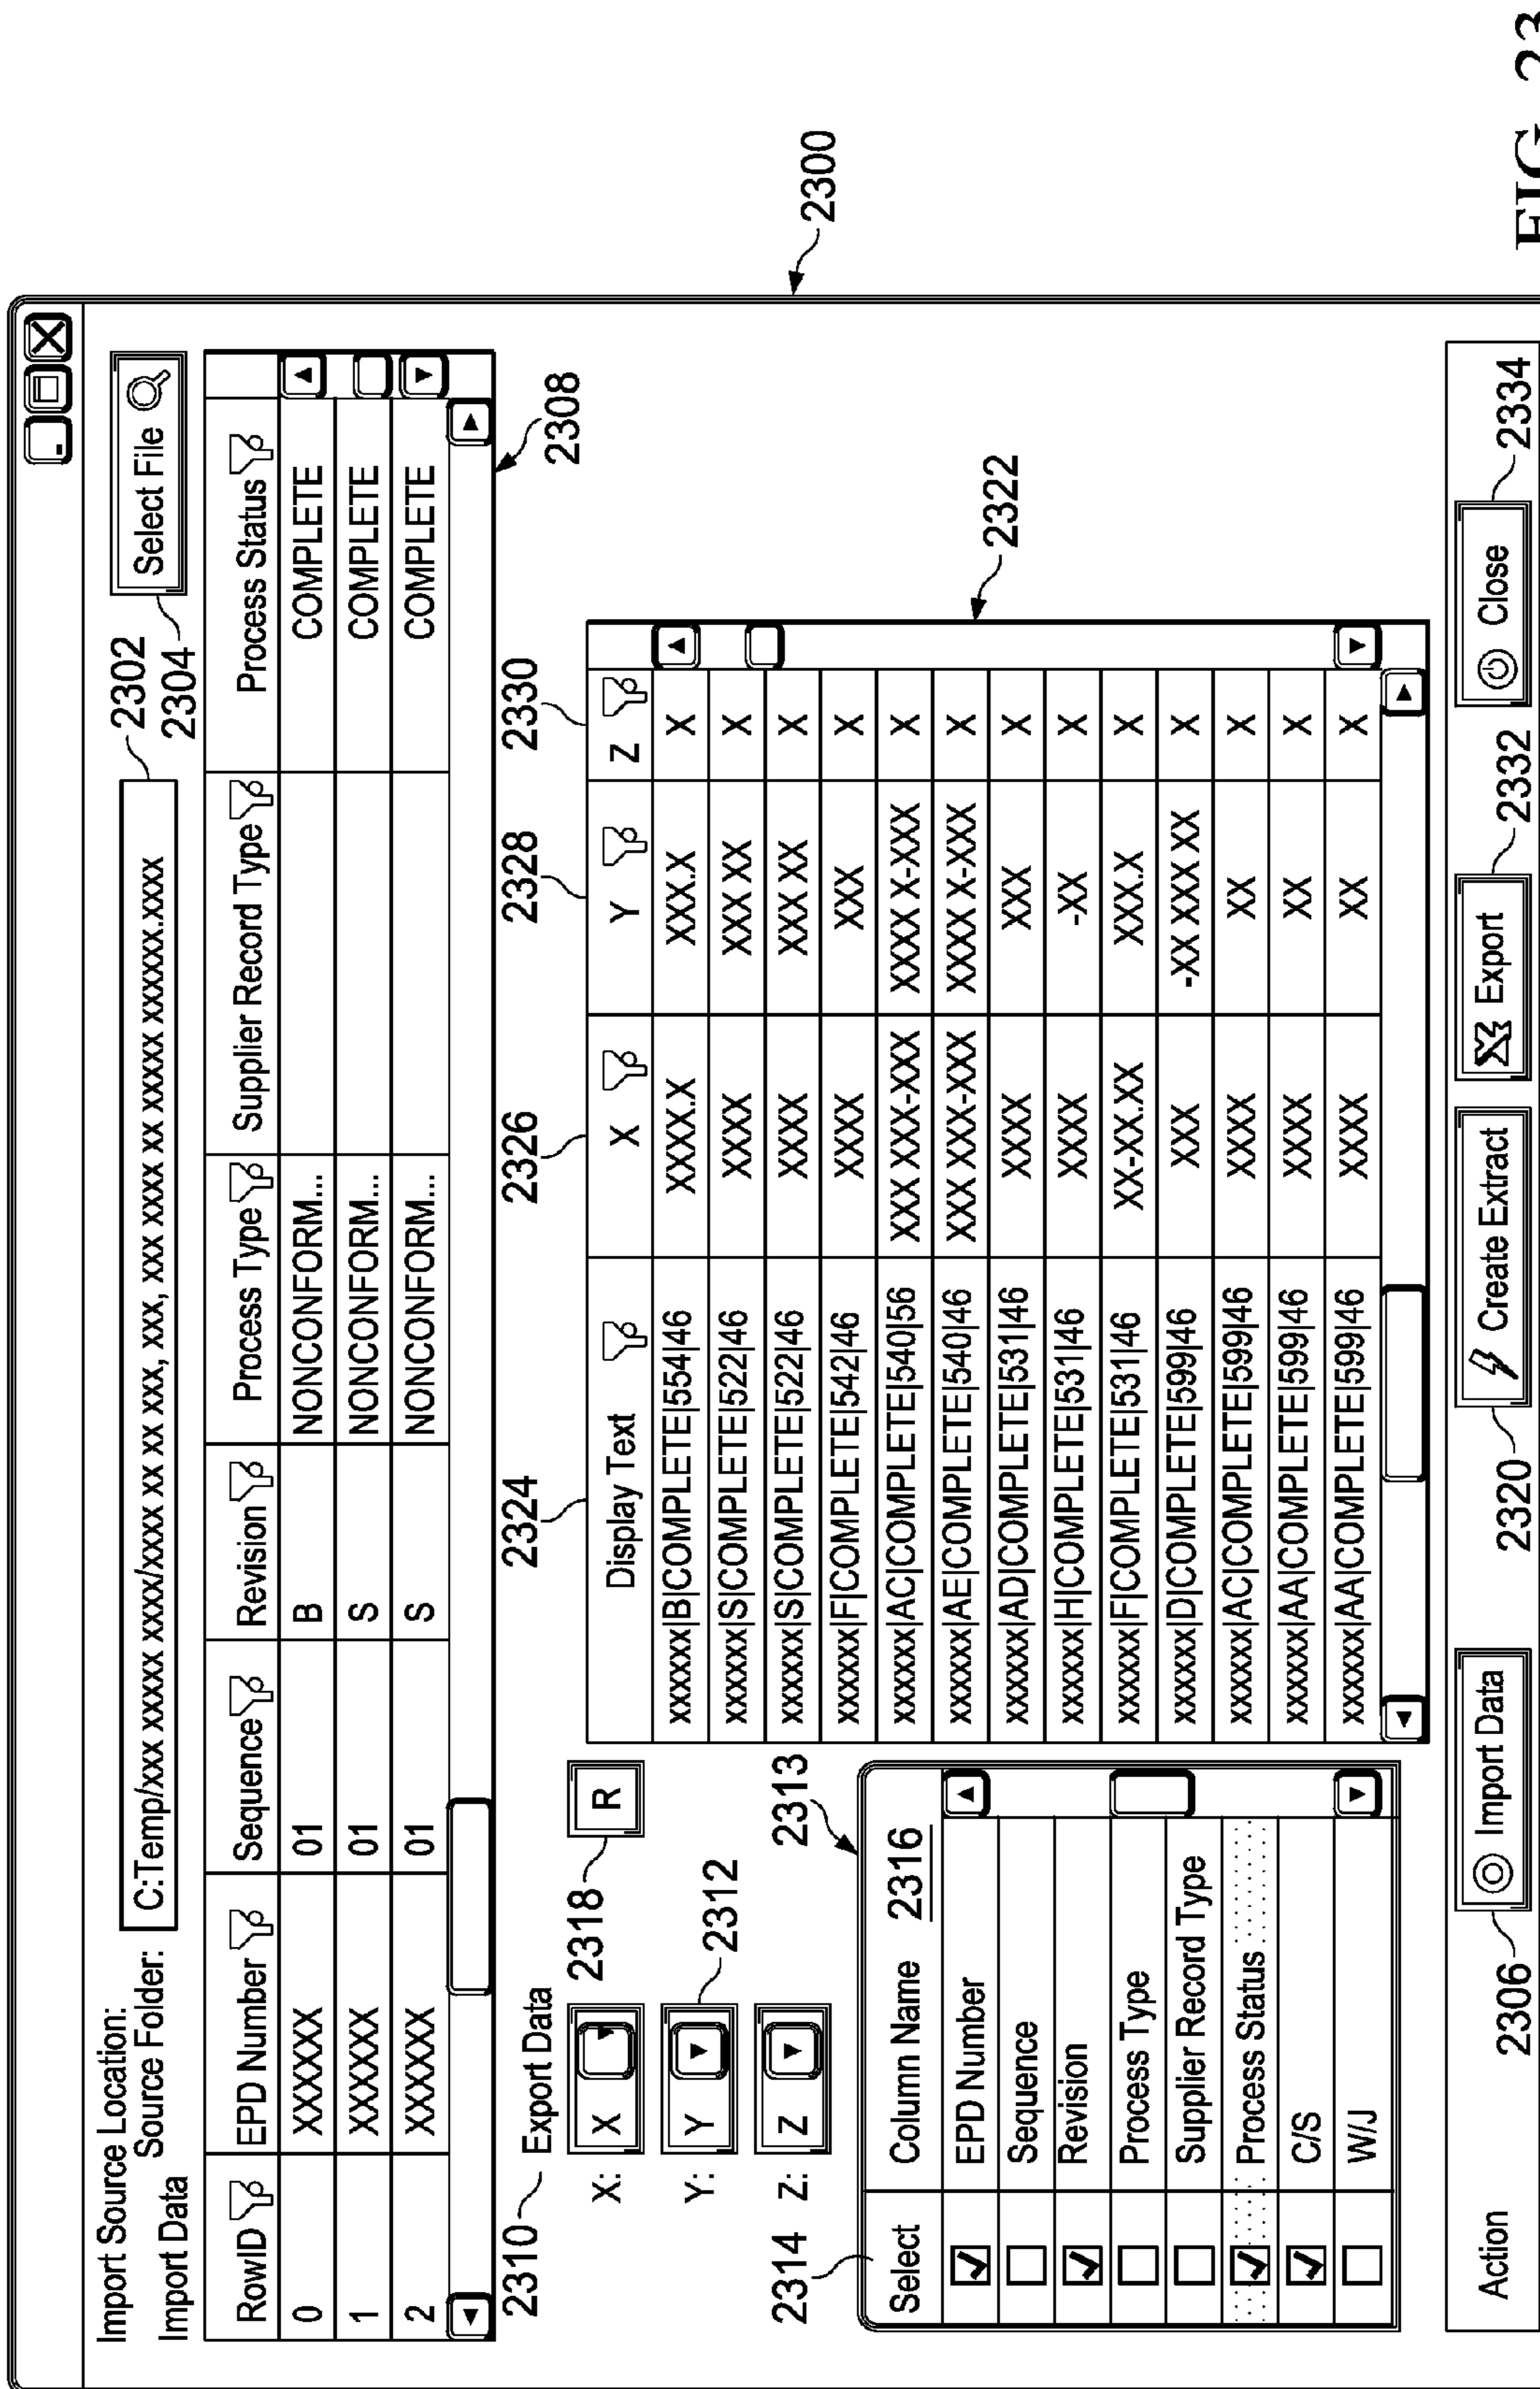 Import Source Location:
Source Folder: C:Temp/xxx xxxxx xxx/xxxx xx xx xxx, xxx, xxx xxxx xx xxxxx xxxxxx.xxxx
2302
Select File
2304
Import Data
RowID EPD Number Sequence Revision Process Type Supplier Record Type Process Status
0 XXXXXX 01 B NONCONFORM... COMPLETE
1 XXXXXX 01 S NONCONFORM... COMPLETE
2 XXXXXX 01 S NONCONFORM... COMPLETE
2308
2310 Export Data
X: X
2318 R
Y: Y 2312
Z: Z
2313
2314
Select Column Name 2316
EPD Number
Sequence
Revision
Process Type
Supplier Record Type
Process Status
C/S
W/J
2324 2326 2328 2330
Display Text X Y Z
xxxxxx|B|COMPLETE|554|46 XXXX.X XXX.X X
xxxxxx|S|COMPLETE|522|46 XXXX XXX XX X
xxxxxx|S|COMPLETE|522|46 XXXX XXX XX X
xxxxxx|F|COMPLETE|542|46 XXXX XXX X
xxxxxx|AC|COMPLETE|540|56 XXX XXX-XXX XXXX X-XXX X
xxxxxx|AE|COMPLETE|540|46 XXX XXX-XXX XXXX X-XXX X
xxxxxx|AD|COMPLETE|531|46 XXXX XXX X
xxxxxx|H|COMPLETE|531|46 XXXX -XX X
xxxxxx|F|COMPLETE|531|46 XX-XX.XX XXX.X X
xxxxxx|D|COMPLETE|599|46 XXX -XX XXX XX X
xxxxxx|AC|COMPLETE|599|46 XXXX XX X
xxxxxx|AA|COMPLETE|599|46 XXXX XX X
xxxxxx|AA|COMPLETE|599|46 XXXX XX X
2322
2300
Action
2306 Import Data
2320 Create Extract
Export 2332
Close 2334
FIG. 23